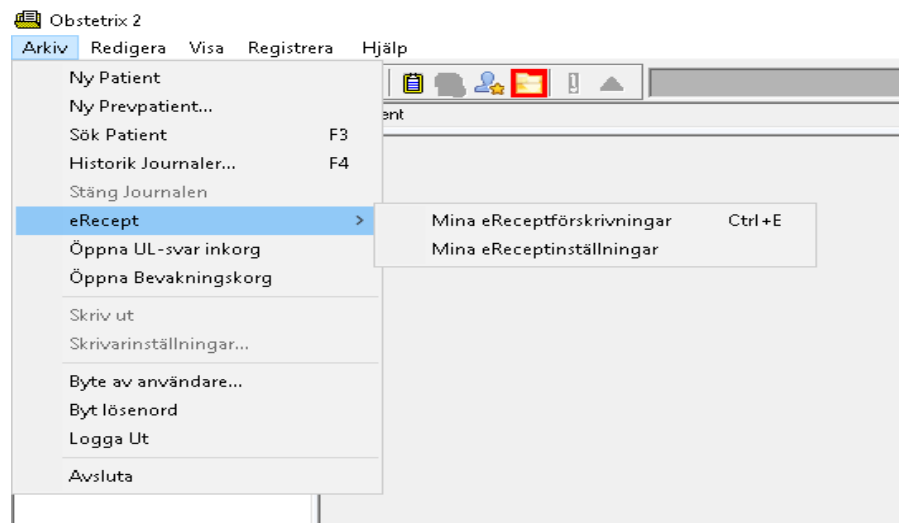 Obstetrix 2
Arkiv Redigera Visa Registrera Hjälp
Ny Patient
Ny Prevpatient...
Sök Patient F3
Historik Journaler... F4
Stäng Journalen
eRecept >
Mina eReceptförskrivningar Ctrl+E
Öppna UL-svar inkorg
Mina eReceptinställningar
Öppna Bevakningskorg
Skriv ut
Skrivarinställningar...
Byte av användare...
Byt lösenord
Logga Ut
Avsluta